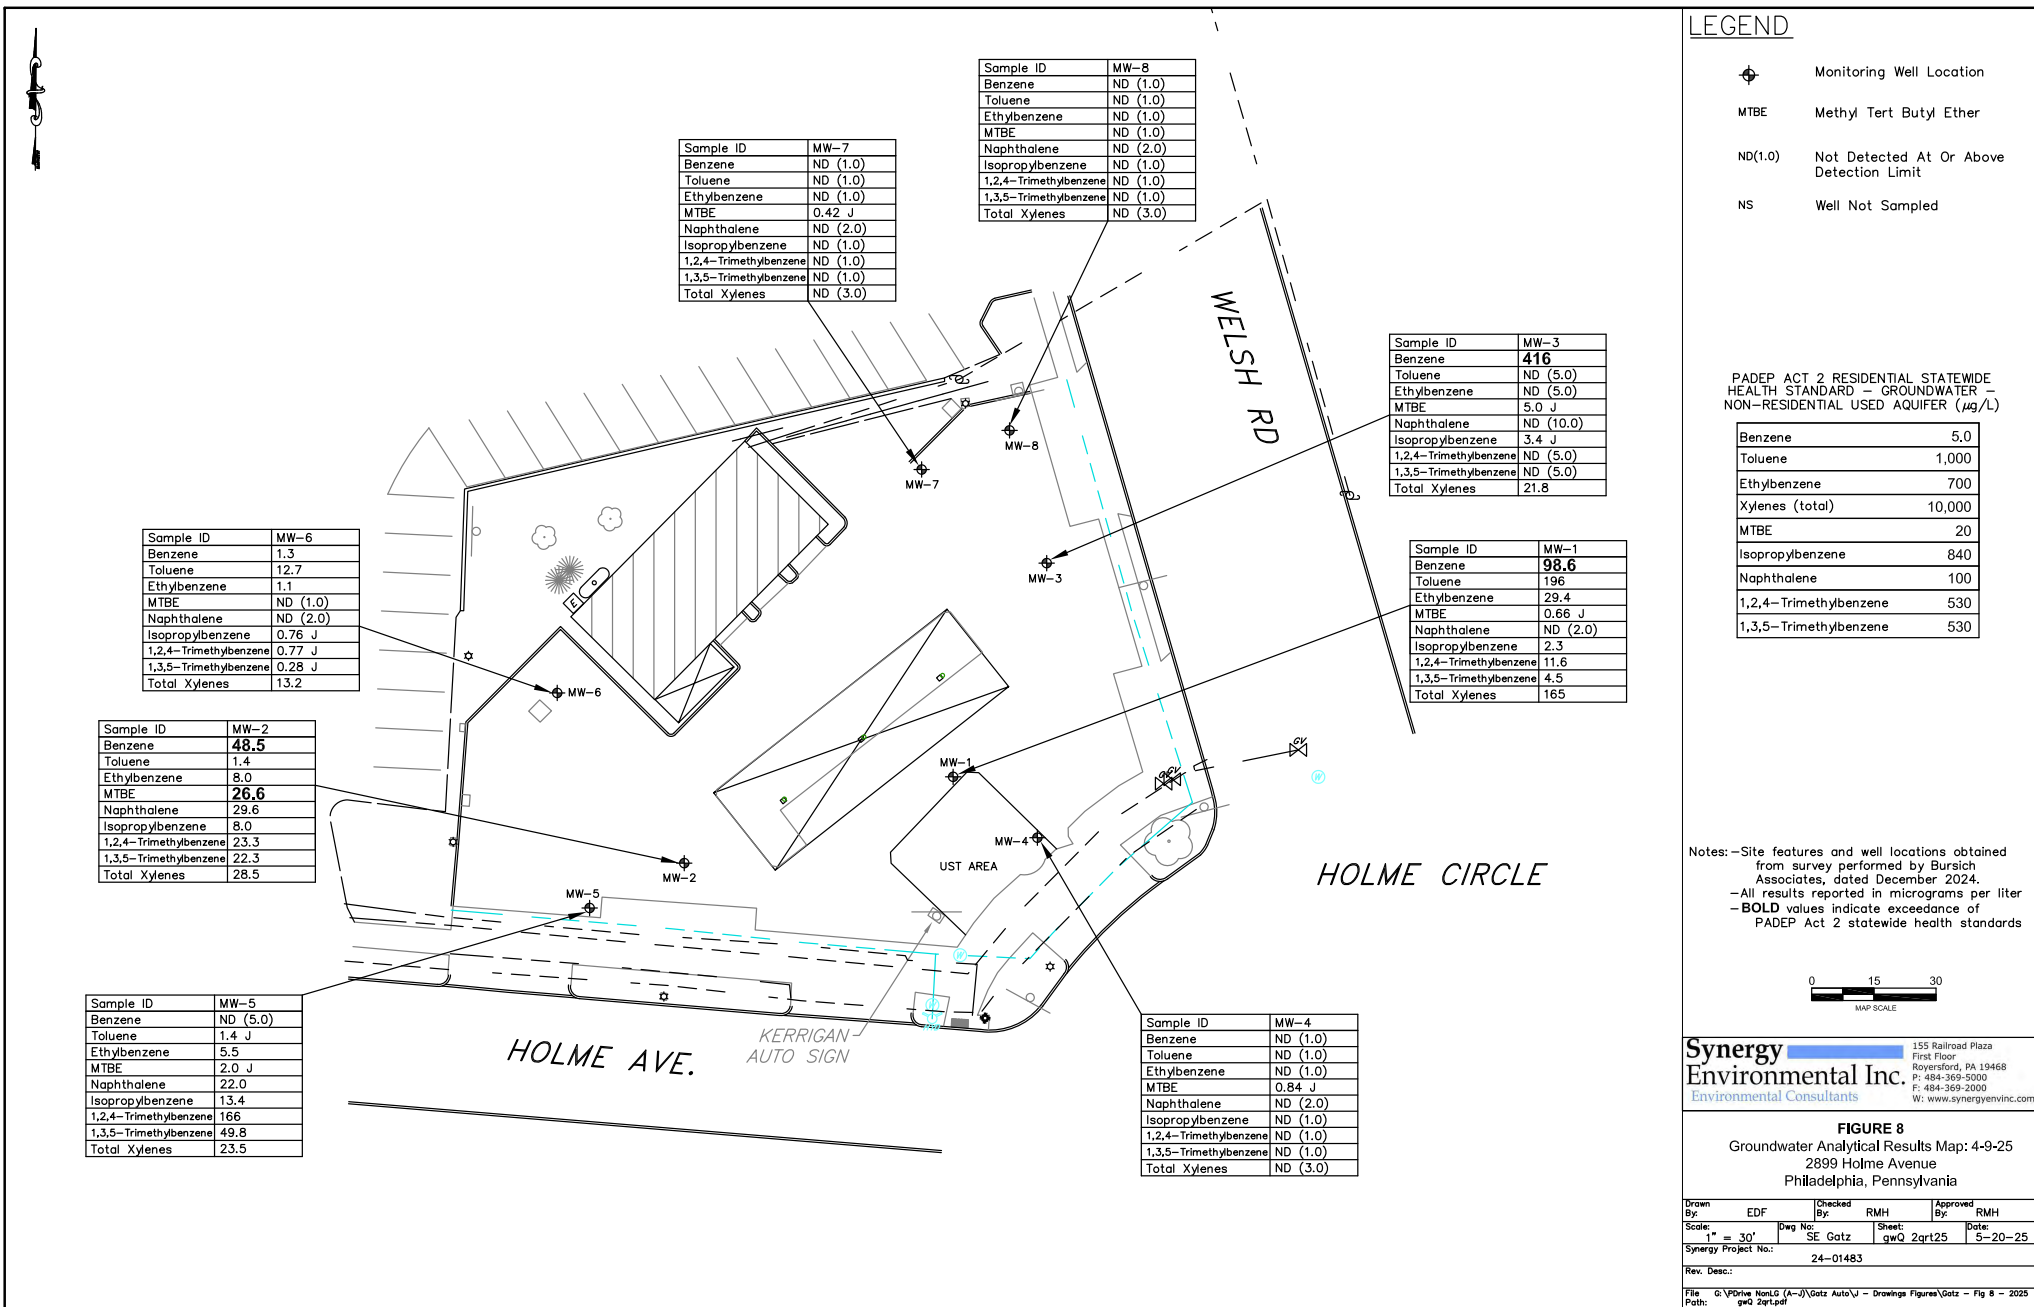 Sample ID MW-8
Benzene ND (1.0)
Toluene ND (1.0)
Ethylbenzene ND (1.0)
MTBE ND (1.0)
Naphthalene ND (2.0)
Isopropylbenzene ND (1.0)
1,2,4-Trimethylbenzene ND (1.0)
1,3,5-Trimethylbenzene ND (1.0)
Total Xylenes ND (3.0)
Sample ID MW-7
Benzene ND (1.0)
Toluene ND (1.0)
Ethylbenzene ND (1.0)
MTBE 0.42 J
Naphthalene ND (2.0)
Isopropylbenzene ND (1.0)
1,2,4-Trimethylbenzene ND (1.0)
1,3,5-Trimethylbenzene ND (1.0)
Total Xylenes ND (3.0)
Sample ID MW-3
Benzene 416
Toluene ND (5.0)
Ethylbenzene ND (5.0)
MTBE 5.0 J
Naphthalene ND (10.0)
Isopropylbenzene 3.4 J
1,2,4-Trimethylbenzene ND (5.0)
1,3,5-Trimethylbenzene ND (5.0)
Total Xylenes 21.8
Sample ID MW-6
Benzene 1.3
Toluene 12.7
Ethylbenzene 1.1
MTBE ND (1.0)
Naphthalene ND (2.0)
Isopropylbenzene 0.76 J
1,2,4-Trimethylbenzene 0.77 J
1,3,5-Trimethylbenzene 0.28 J
Total Xylenes 13.2
Sample ID MW-1
Benzene 98.6
Toluene 196
Ethylbenzene 29.4
MTBE 0.66 J
Naphthalene ND (2.0)
Isopropylbenzene 2.3
1,2,4-Trimethylbenzene 11.6
1,3,5-Trimethylbenzene 4.5
Total Xylenes 165
Sample ID MW-2
Benzene 48.5
Toluene 1.4
Ethylbenzene 8.0
MTBE 26.6
Naphthalene 29.6
Isopropylbenzene 8.0
1,2,4-Trimethylbenzene 23.3
1,3,5-Trimethylbenzene 22.3
Total Xylenes 28.5
Sample ID MW-5
Benzene ND (5.0)
Toluene 1.4 J
Ethylbenzene 5.5
MTBE 2.0 J
Naphthalene 22.0
Isopropylbenzene 13.4
1,2,4-Trimethylbenzene 166
1,3,5-Trimethylbenzene 49.8
Total Xylenes 23.5
Sample ID MW-4
Benzene ND (1.0)
Toluene ND (1.0)
Ethylbenzene ND (1.0)
MTBE 0.84 J
Naphthalene ND (2.0)
Isopropylbenzene ND (1.0)
1,2,4-Trimethylbenzene ND (1.0)
1,3,5-Trimethylbenzene ND (1.0)
Total Xylenes ND (3.0)
WELSH RD
MW-8
MW-7
MW-3
E
MW-6
MW-1
GV
GV
GV
W
MW-4
UST AREA
MW-2
MW-5
HOLME CIRCLE
W
W
KERRIGAN
AUTO SIGN
HOLME AVE.
LEGEND
Monitoring Well Location
MTBE Methyl Tert Butyl Ether
ND(1.0) Not Detected At Or Above
Detection Limit
NS Well Not Sampled
PADEP ACT 2 RESIDENTIAL STATEWIDE
HEALTH STANDARD - GROUNDWATER -
NON-RESIDENTIAL USED AQUIFER (µg/L)
Benzene 5.0
Toluene 1,000
Ethylbenzene 700
Xylenes (total) 10,000
MTBE 20
Isopropylbenzene 840
Naphthalene 100
1,2,4-Trimethylbenzene 530
1,3,5-Trimethylbenzene 530
Notes: -Site features and well locations obtained
from survey performed by Bursich
Associates, dated December 2024.
-All results reported in micrograms per liter
-BOLD values indicate exceedance of
PADEP Act 2 statewide health standards
0 15 30
MAP SCALE
Synergy
Environmental Inc.
Environmental Consultants
155 Railroad Plaza
First Floor
Royersford, PA 19468
P: 484-369-5000
F: 484-369-2000
W: www.synergyenvinc.com
FIGURE 8
Groundwater Analytical Results Map: 4-9-25
2899 Holme Avenue
Philadelphia, Pennsylvania
Drawn By: EDF Checked By: RMH Approved By: RMH
Scale: 1" = 30' Dwg No: SE Gatz Sheet: gwQ 2qrt25 Date: 5-20-25
Synergy Project No.: 24-01483
Rev. Desc.:
File Path: G:\PDrive NonLG (A-J)\Gatz Auto\J - Drawings Figures\Gatz - Fig 8 - 2025
gwQ 2qrt.pdf